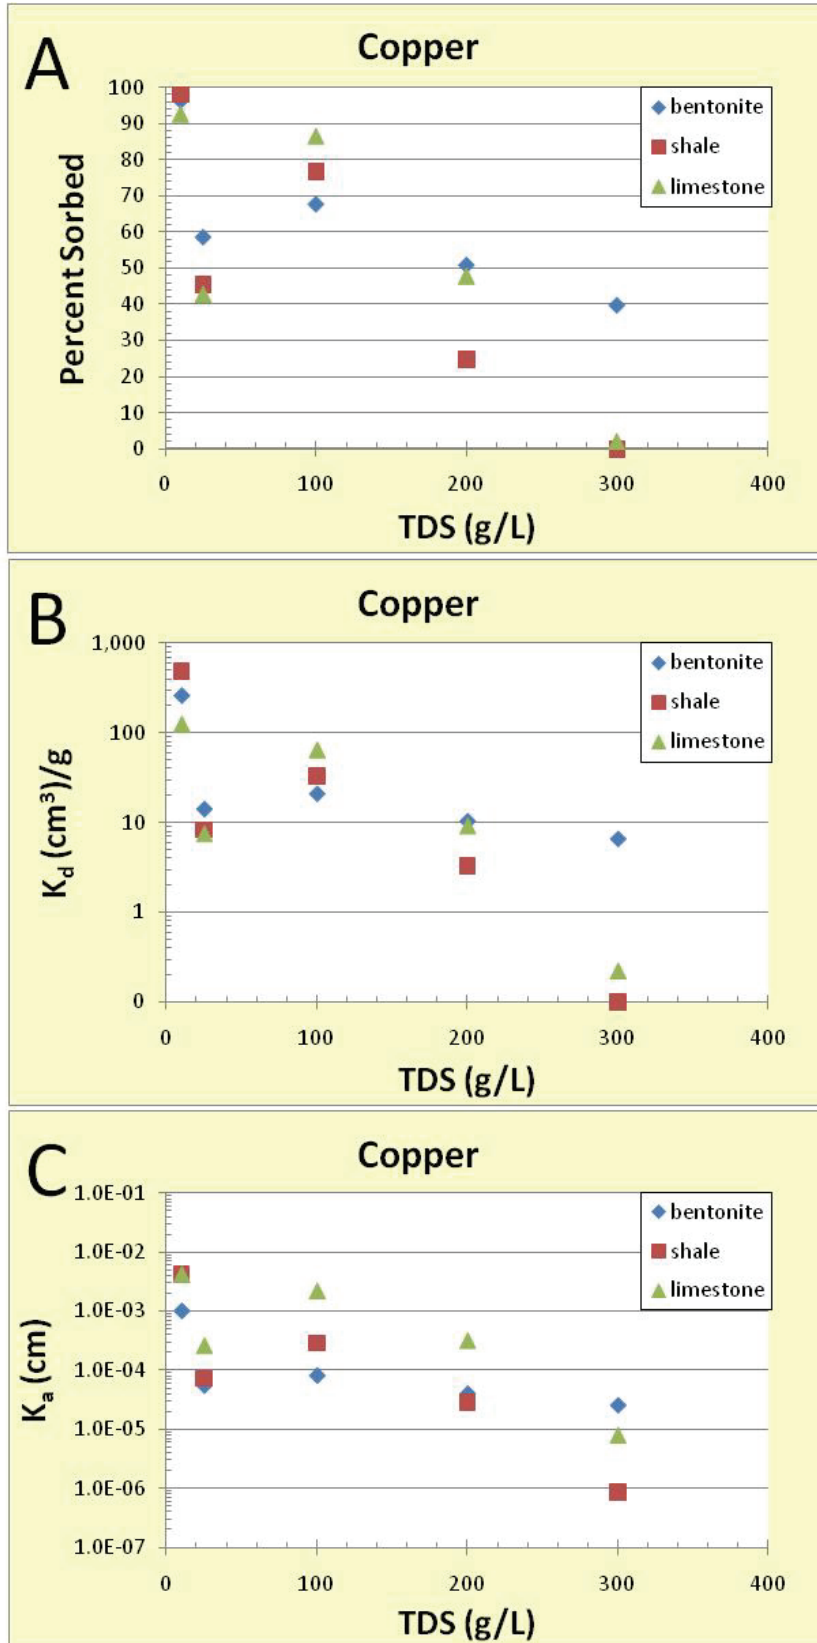 A
Copper
100
90
80
70
60
50
40
30
20
10
0
Percent Sorbed
bentonite
shale
limestone
0 100 200 300 400
TDS (g/L)
B
Copper
1,000
100
10
1
0
K_d (cm³)/g
bentonite
shale
limestone
0 100 200 300 400
TDS (g/L)
C
Copper
1.0E-01
1.0E-02
1.0E-03
1.0E-04
1.0E-05
1.0E-06
1.0E-07
K_a (cm)
bentonite
shale
limestone
0 100 200 300 400
TDS (g/L)